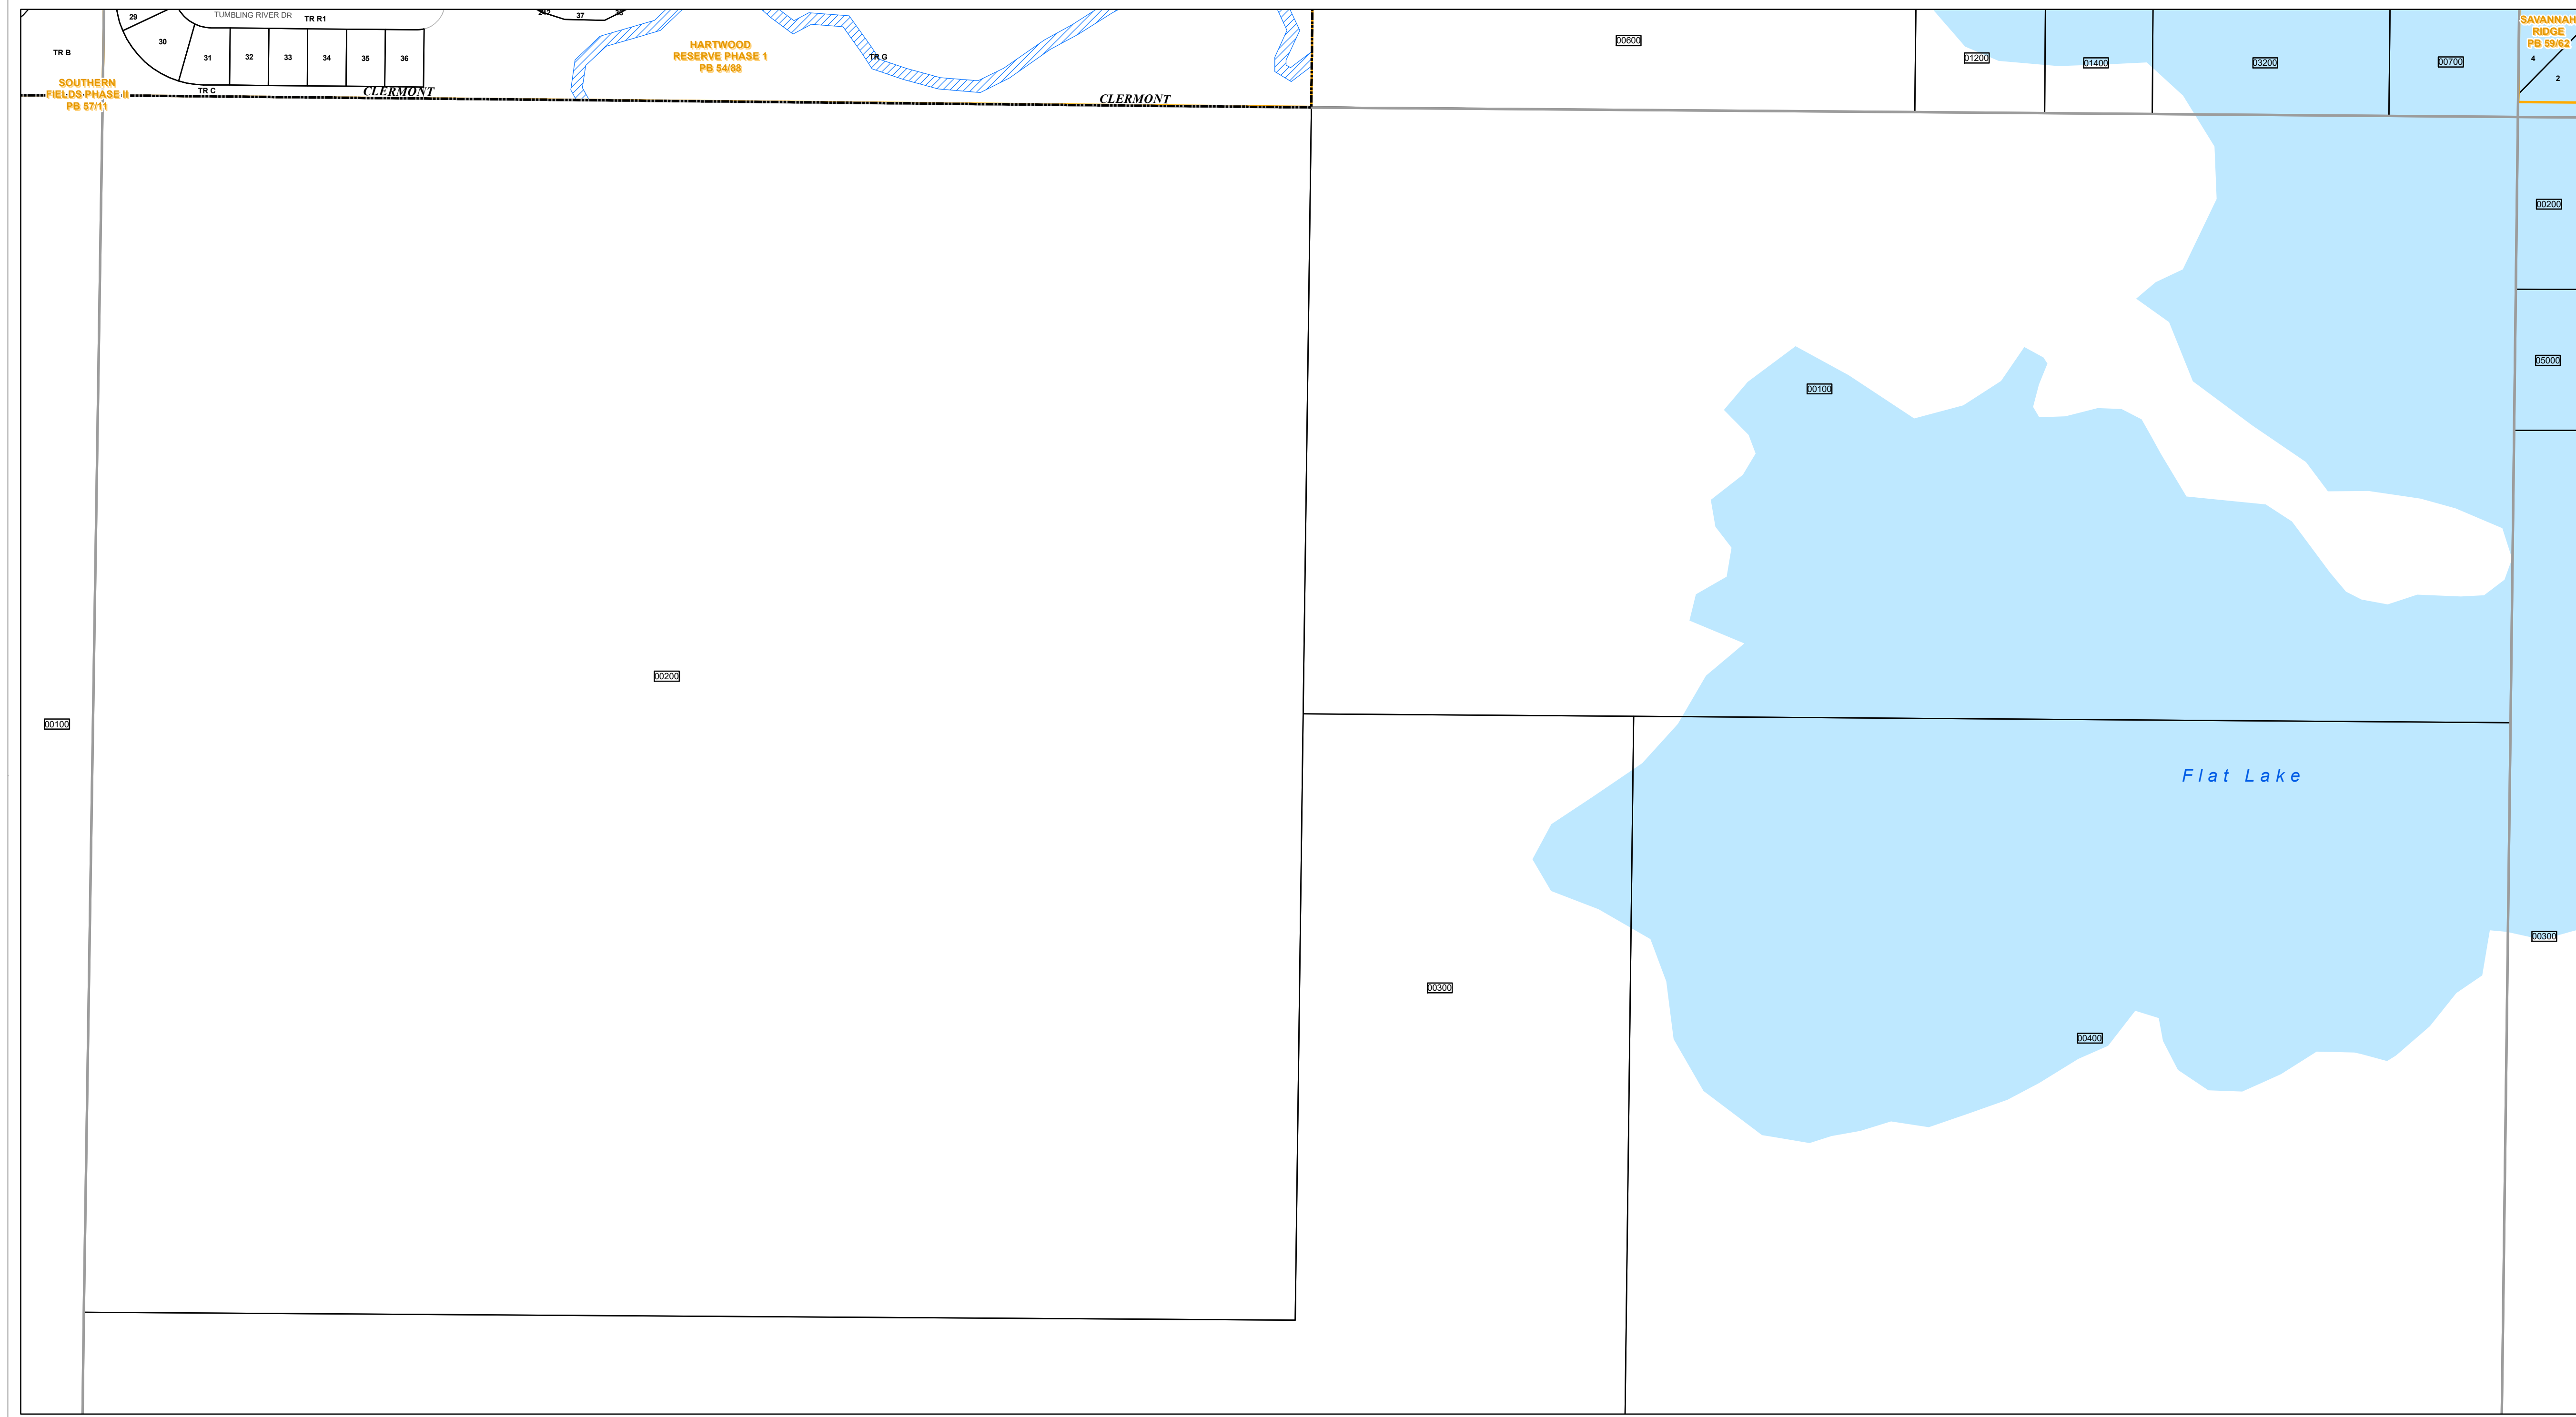 29
TUMBLING RIVER DR
TR R1
242
37
38
TR B
30
31
32
33
34
35
36
TR C
SOUTHERN
FIELDS PHASE II
PB 57/11
HARTWOOD
RESERVE PHASE 1
PB 54/88
TR G
CLERMONT
CLERMONT
00600
01200
01400
03200
00700
SAVANNAH
RIDGE
PB 59/62
4
2
00200
05000
00100
00200
00100
Flat Lake
00300
00300
00400